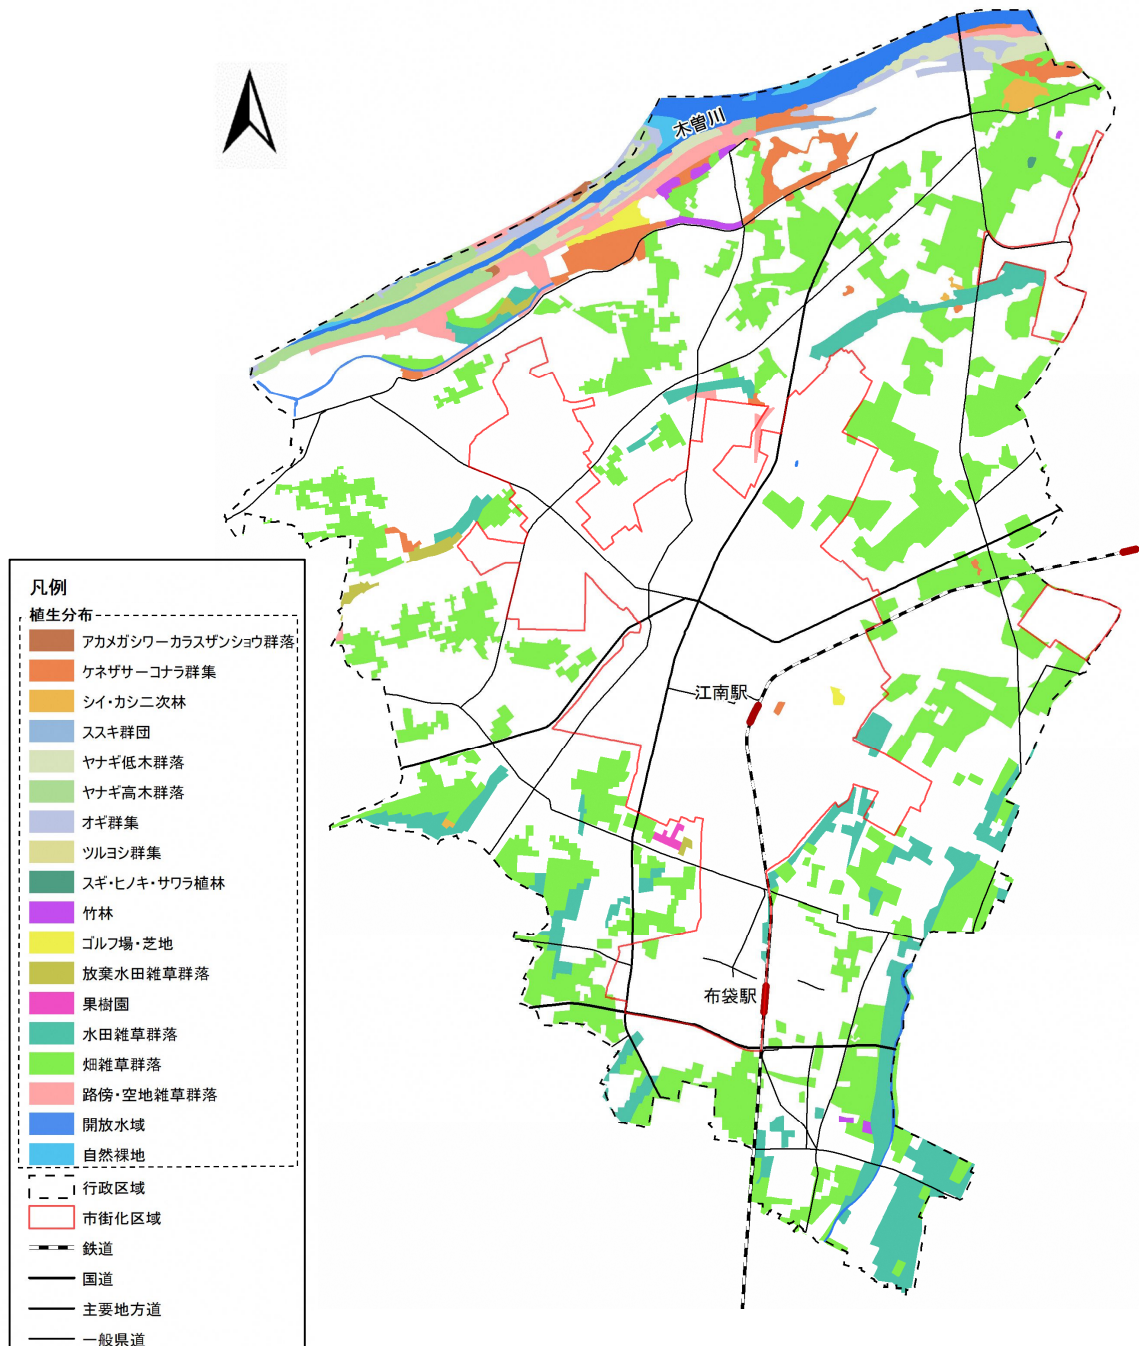 木曽川
江南駅
布袋駅
凡例
植生分布
アカメガシワーカラスザンショウ群落
ケネザサーコナラ群集
シイ・カシ二次林
ススキ群団
ヤナギ低木群落
ヤナギ高木群落
オギ群集
ツルヨシ群集
スギ・ヒノキ・サワラ植林
竹林
ゴルフ場・芝地
放棄水田雑草群落
果樹園
水田雑草群落
畑雑草群落
路傍・空地雑草群落
開放水域
自然裸地
行政区域
市街化区域
鉄道
国道
主要地方道
一般県道